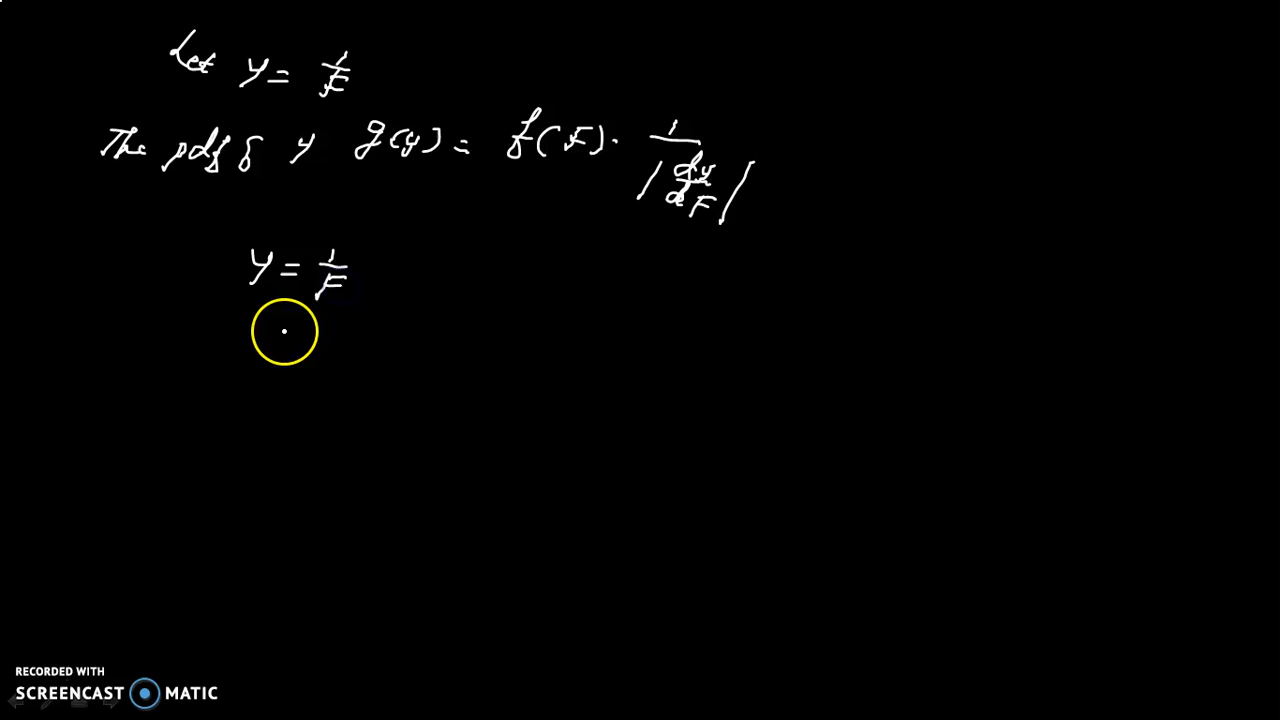 Let y = 1/F
The pdf of y g(y) = f(F) · 1/|dy/dF|
y = 1/F
RECORDED WITH
SCREENCAST MATIC